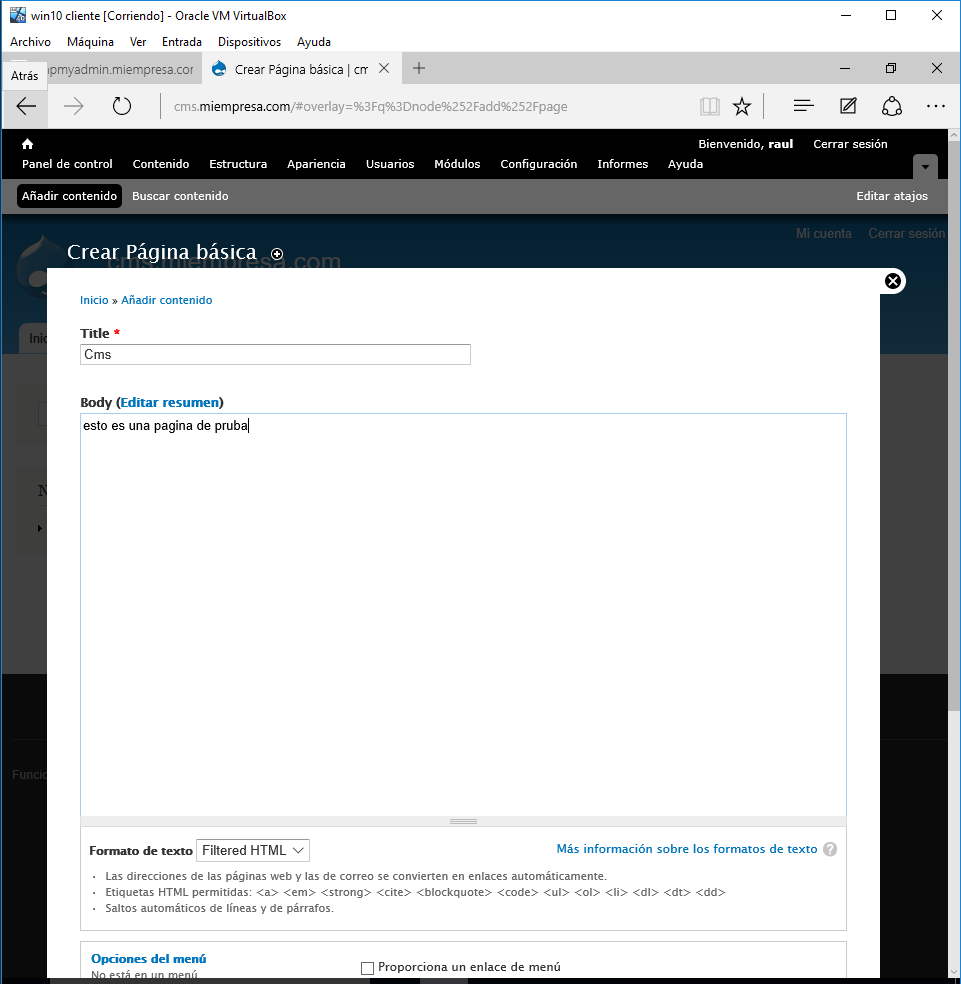 win10 cliente [Corriendo] - Oracle VM VirtualBox
Archivo Máquina Ver Entrada Dispositivos Ayuda
Atrás
pmyadmin.miempresa.cor
Crear Página básica | cm
cms.miempresa.com/#overlay=%3Fq%3Dnode%252Fadd%252Fpage
Bienvenido, raul Cerrar sesión
Panel de control Contenido Estructura Apariencia Usuarios Módulos Configuración Informes Ayuda
Añadir contenido Buscar contenido Editar atajos
Mi cuenta Cerrar sesión
Crear Página básica
cms.miempresa.com
Inicio » Añadir contenido
Title *
Inic
Cms
Body (Editar resumen)
esto es una pagina de pruba
N
Funcio
Formato de texto Filtered HTML Más información sobre los formatos de texto ?
· Las direcciones de las páginas web y las de correo se convierten en enlaces automáticamente.
· Etiquetas HTML permitidas: <a> <em> <strong> <cite> <blockquote> <code> <ul> <ol> <li> <dl> <dt> <dd>
· Saltos automáticos de líneas y de párrafos.
Opciones del menú
No está en un menú
Proporciona un enlace de menú